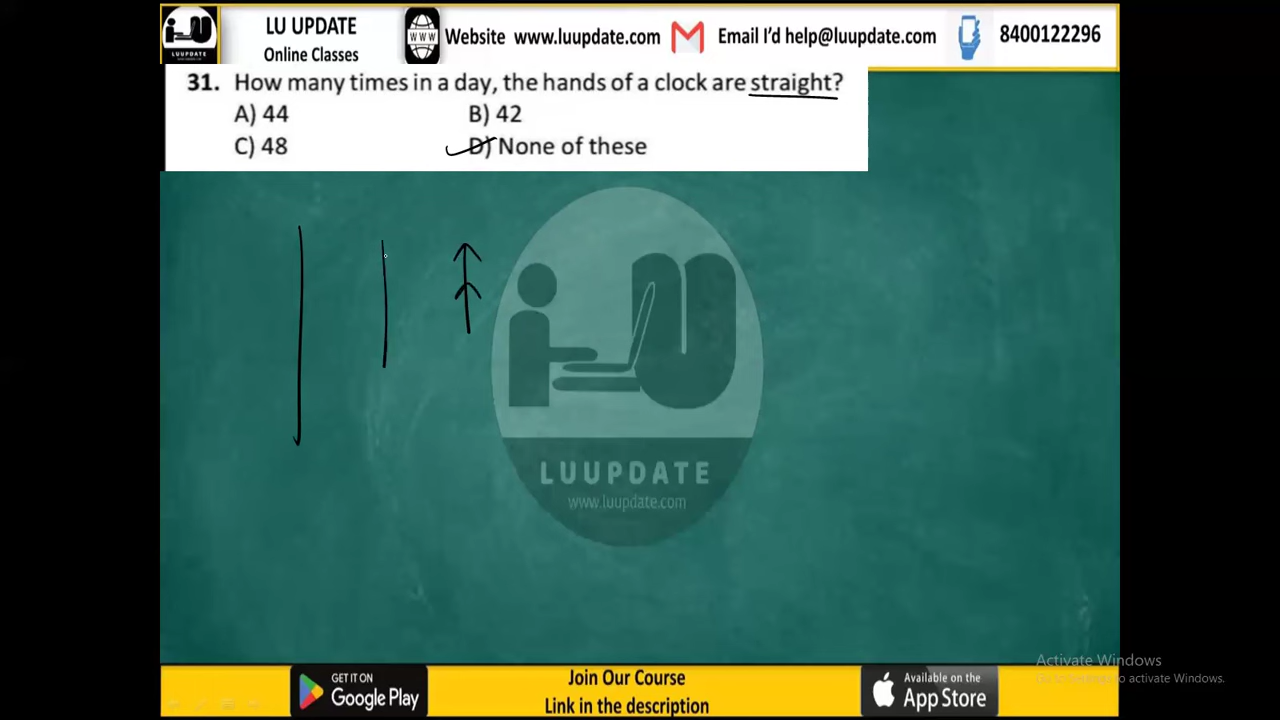 LU UPDATE
Online Classes
LUUPDATE
WWW
Website www.luupdate.com
Email I'd help@luupdate.com
8400122296
31. How many times in a day, the hands of a clock are straight?
A) 44 B) 42
C) 48 D) None of these
LUUPDATE
www.luupdate.com
Activate Windows
GET IT ON
Google Play
Join Our Course
Link in the description
Available on the
App Store